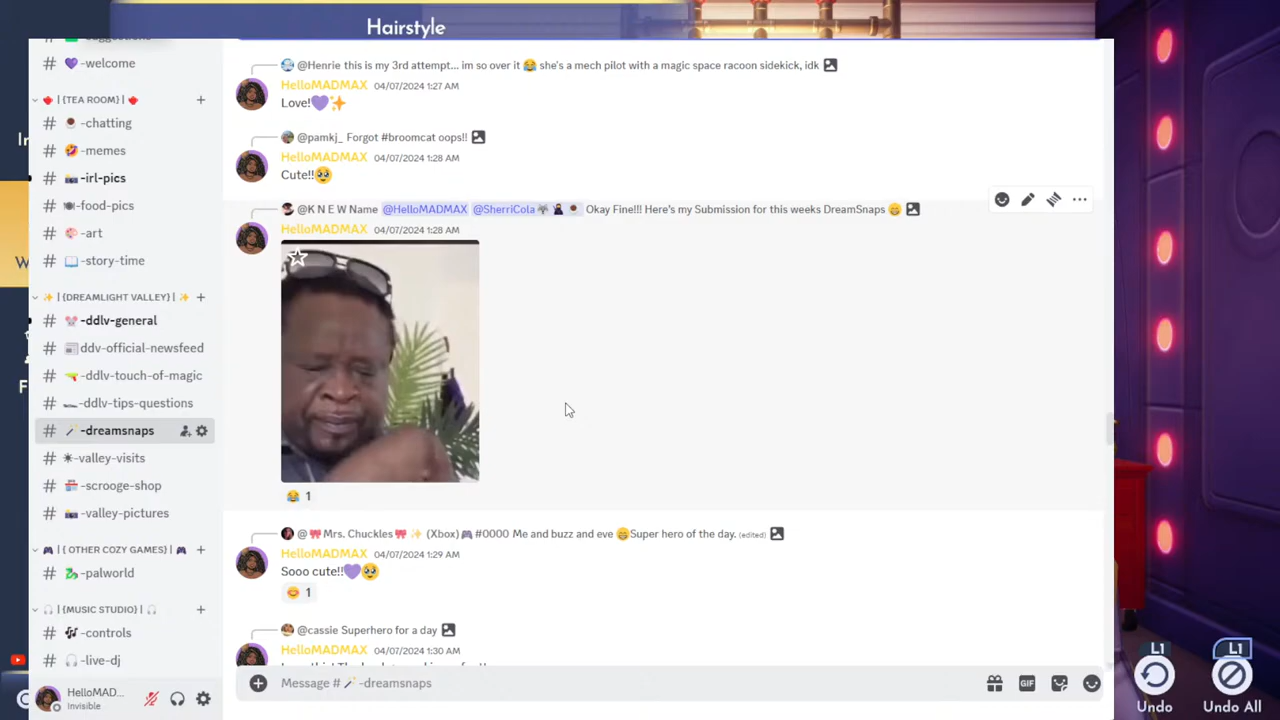 Hairstyle
-welcome
| {TEA ROOM} |
-chatting
-memes
-irl-pics
-food-pics
-art
-story-time
| {DREAMLIGHT VALLEY} |
-ddlv-general
ddv-official-newsfeed
-ddlv-touch-of-magic
-ddlv-tips-questions
-dreamsnaps
-valley-visits
-scrooge-shop
-valley-pictures
| { OTHER COZY GAMES} |
-palworld
| {MUSIC STUDIO} |
-controls
-live-dj
HelloMAD...
Invisible
@Henrie this is my 3rd attempt... im so over it 😂 she's a mech pilot with a magic space racoon sidekick, idk
HelloMADMAX 04/07/2024 1:27 AM
Love!💜✨
@pamkj_ Forgot #broomcat oops!!
HelloMADMAX 04/07/2024 1:28 AM
Cute!!🥹
@K N E W Name @HelloMADMAX @SherriCola Okay Fine!!! Here's my Submission for this weeks DreamSnaps 😄
HelloMADMAX 04/07/2024 1:28 AM
😂 1
@🎀Mrs. Chuckles🎀✨ (Xbox)🎮#0000 Me and buzz and eve 😄Super hero of the day. (edited)
HelloMADMAX 04/07/2024 1:29 AM
Sooo cute!!💜🥹
1
@cassie Superhero for a day
HelloMADMAX 04/07/2024 1:30 AM
Message # -dreamsnaps
GIF
L1
Undo
L1
Undo All